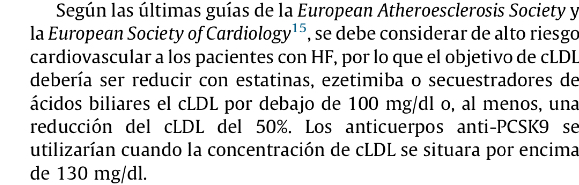 Según las últimas guías de la European Atheroesclerosis Society y
la European Society of Cardiology15, se debe considerar de alto riesgo
cardiovascular a los pacientes con HF, por lo que el objetivo de cLDL
debería ser reducir con estatinas, ezetimiba o secuestradores de
ácidos biliares el cLDL por debajo de 100 mg/dl o, al menos, una
reducción del cLDL del 50%. Los anticuerpos anti-PCSK9 se
utilizarían cuando la concentración de cLDL se situara por encima
de 130 mg/dl.